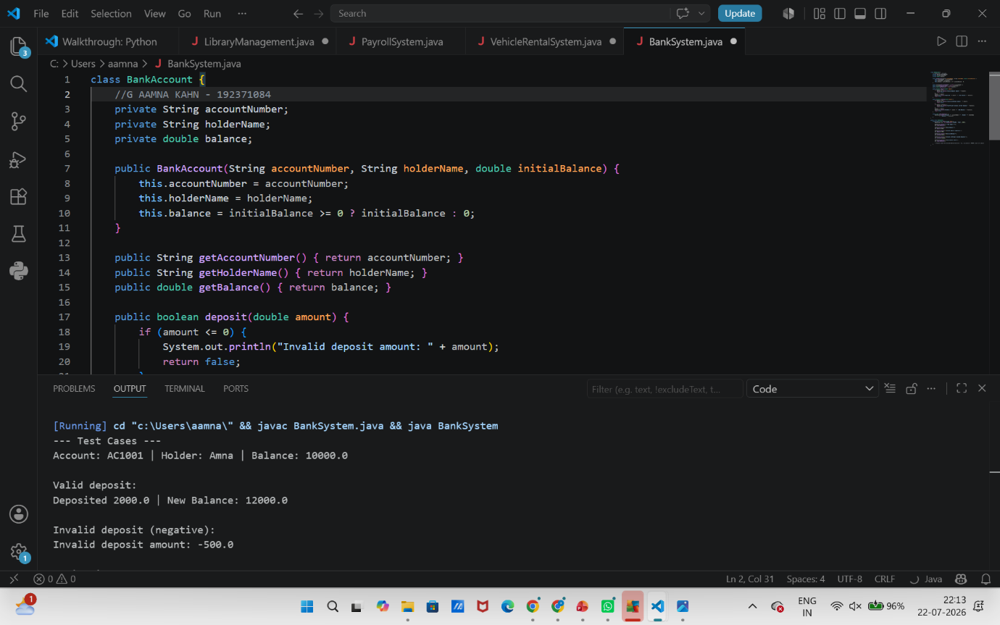 File Edit Selection View Go Run ··· Search Update
Walkthrough: Python LibraryManagement.java PayrollSystem.java VehicleRentalSystem.java BankSystem.java
C: > Users > aamna > BankSystem.java
3
1 class BankAccount {
2 //G AAMNA KAHN - 192371084
3 private String accountNumber;
4 private String holderName;
5 private double balance;
6
7 public BankAccount(String accountNumber, String holderName, double initialBalance) {
8 this.accountNumber = accountNumber;
9 this.holderName = holderName;
10 this.balance = initialBalance >= 0 ? initialBalance : 0;
11 }
12
13 public String getAccountNumber() { return accountNumber; }
14 public String getHolderName() { return holderName; }
15 public double getBalance() { return balance; }
16
17 public boolean deposit(double amount) {
18 if (amount <= 0) {
19 System.out.println("Invalid deposit amount: " + amount);
20 return false;
PROBLEMS OUTPUT TERMINAL PORTS Filter (e.g. text, !excludeText, t... Code
[Running] cd "c:\Users\aamna\" && javac BankSystem.java && java BankSystem
--- Test Cases ---
Account: AC1001 | Holder: Amna | Balance: 10000.0
Valid deposit:
Deposited 2000.0 | New Balance: 12000.0
Invalid deposit (negative):
Invalid deposit amount: -500.0
1
0 0 Ln 2, Col 31 Spaces: 4 UTF-8 CRLF Java
1 ENG 96% 22:13
IN 22-07-2026